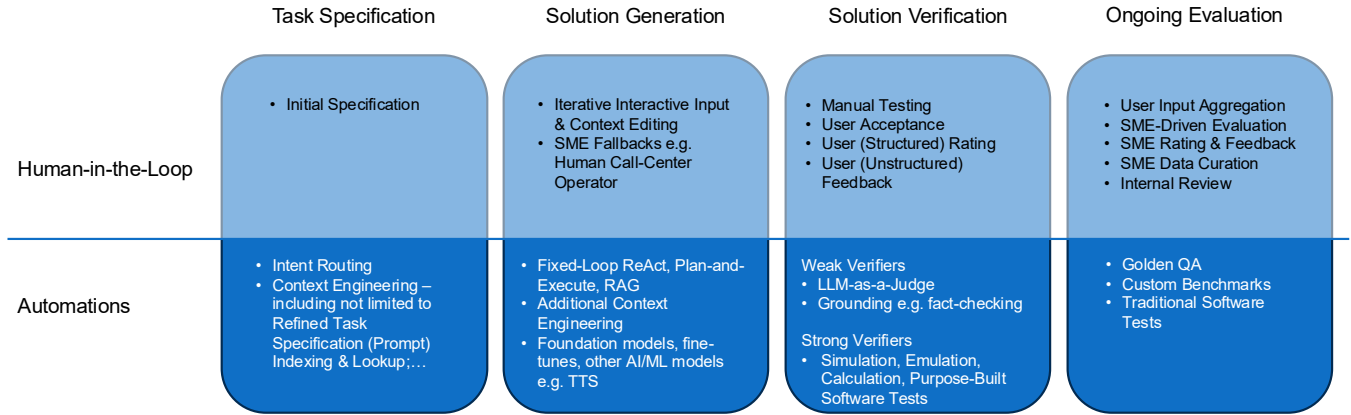 Task Specification
Solution Generation
Solution Verification
Ongoing Evaluation
Human-in-the-Loop
• Initial Specification
• Iterative Interactive Input
& Context Editing
• SME Fallbacks e.g.
Human Call-Center
Operator
• Manual Testing
• User Acceptance
• User (Structured) Rating
• User (Unstructured)
Feedback
• User Input Aggregation
• SME-Driven Evaluation
• SME Rating & Feedback
• SME Data Curation
• Internal Review
Automations
• Intent Routing
• Context Engineering –
including not limited to
Refined Task
Specification (Prompt)
Indexing & Lookup;…
• Fixed-Loop ReAct, Plan-and-
Execute, RAG
• Additional Context
Engineering
• Foundation models, fine-
tunes, other AI/ML models
e.g. TTS
Weak Verifiers
• LLM-as-a-Judge
• Grounding e.g. fact-checking
Strong Verifiers
• Simulation, Emulation,
Calculation, Purpose-Built
Software Tests
• Golden QA
• Custom Benchmarks
• Traditional Software
Tests